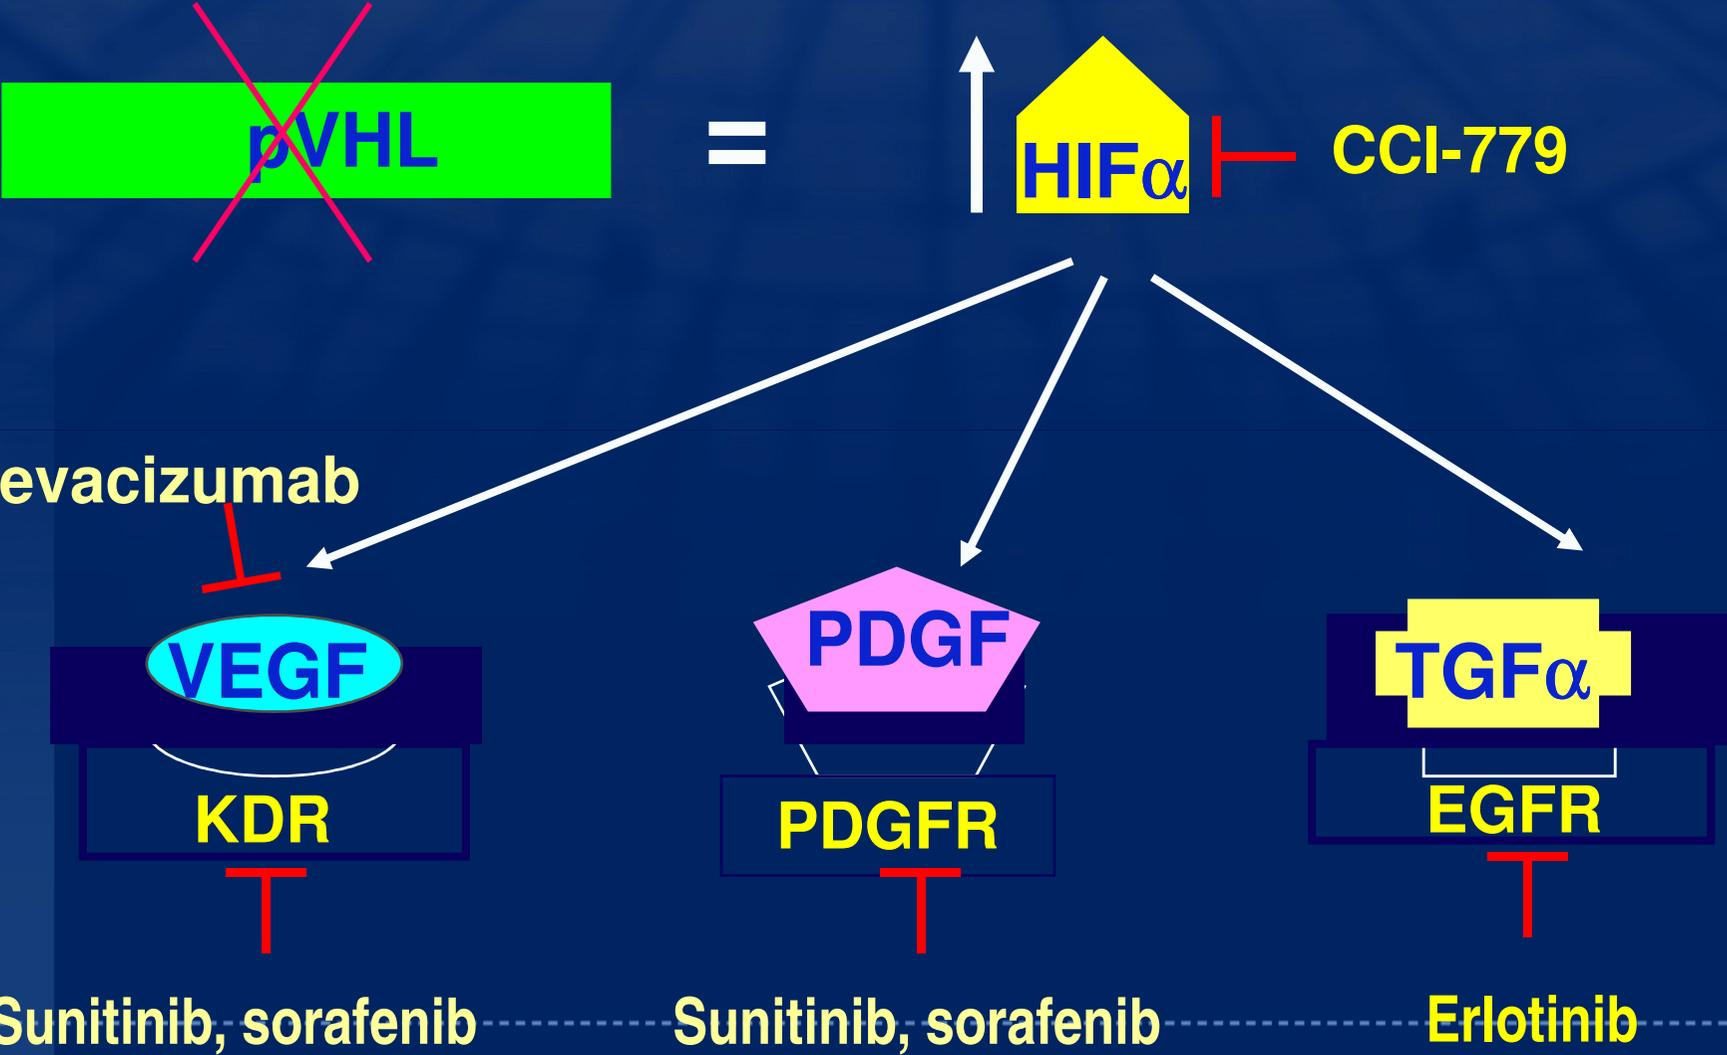 pVHL
=
HIFα
CCI-779
evacizumab
VEGF
PDGF
TGFα
KDR
PDGFR
EGFR
Sunitinib, sorafenib
Sunitinib, sorafenib
Erlotinib